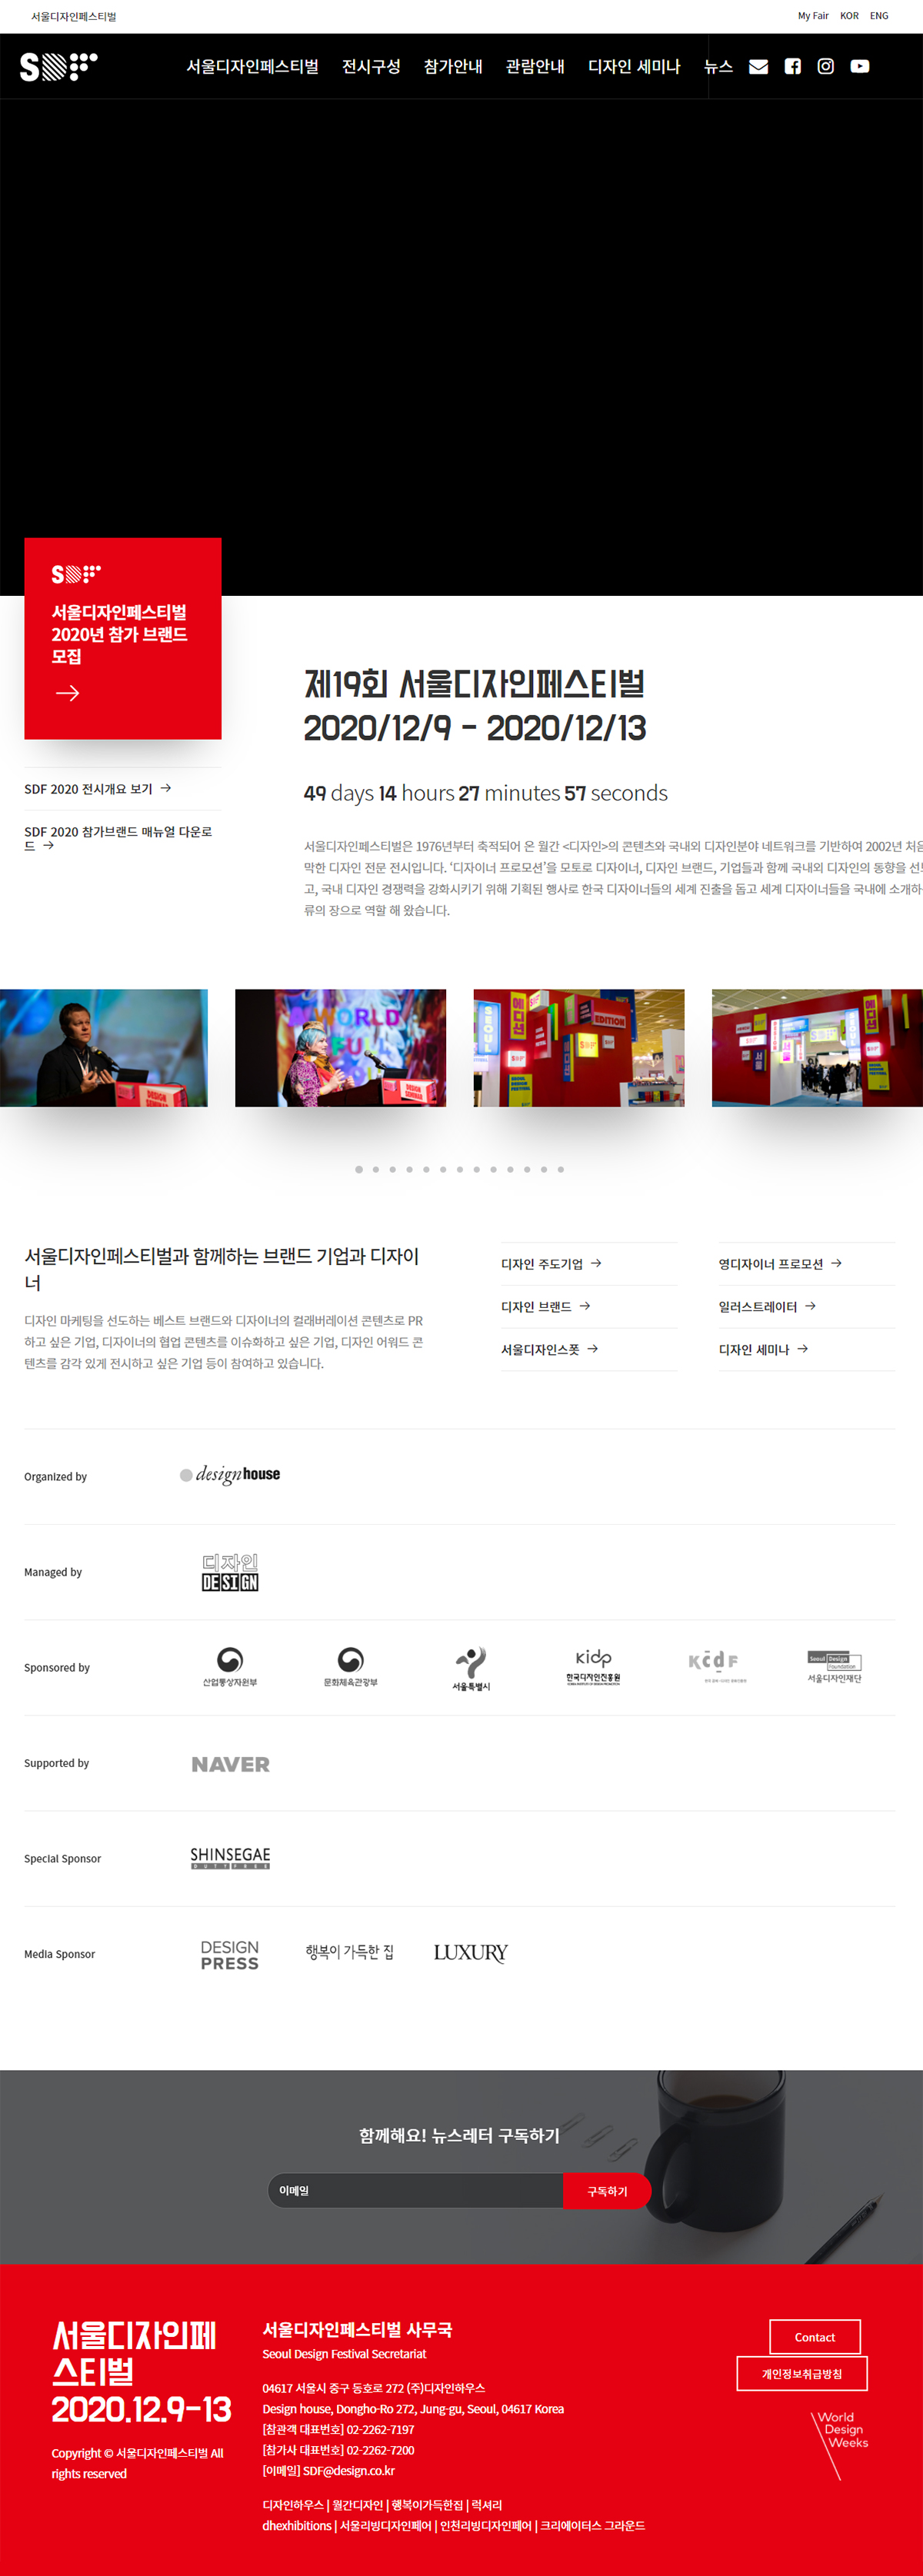 서울디자인페스티벌
My Fair KOR ENG
SDF
서울디자인페스티벌 전시구성 참가안내 관람안내 디자인 세미나 뉴스
SDF
서울디자인페스티벌
2020년 참가 브랜드
모집
SDF 2020 전시개요 보기
SDF 2020 참가브랜드 매뉴얼 다운로
드
제19회 서울디자인페스티벌
2020/12/9 - 2020/12/13
49 days 14 hours 27 minutes 57 seconds
서울디자인페스티벌은 1976년부터 축적되어 온 월간 <디자인>의 콘텐츠와 국내외 디자인분야 네트워크를 기반하여 2002년 처음
막한 디자인 전문 전시입니다. ‘디자이너 프로모션’을 모토로 디자이너, 디자인 브랜드, 기업들과 함께 국내외 디자인의 동향을 선보
고, 국내 디자인 경쟁력을 강화시키기 위해 기획된 행사로 한국 디자이너들의 세계 진출을 돕고 세계 디자이너들을 국내에 소개하
류의 장으로 역할 해 왔습니다.
서울디자인페스티벌과 함께하는 브랜드 기업과 디자이
너
디자인 마케팅을 선도하는 베스트 브랜드와 디자이너의 컬래버레이션 콘텐츠로 PR
하고 싶은 기업, 디자이너의 협업 콘텐츠를 이슈화하고 싶은 기업, 디자인 어워드 콘
텐츠를 감각 있게 전시하고 싶은 기업 등이 참여하고 있습니다.
디자인 주도기업
디자인 브랜드
서울디자인스폿
영디자이너 프로모션
일러스트레이터
디자인 세미나
Organized by
designhouse
Managed by
디자인
DESIGN
Sponsored by
산업통상자원부
문화체육관광부
서울특별시
kidp
한국디자인진흥원
kcdf
Seoul Design
Foundation
서울디자인재단
Supported by
NAVER
Special Sponsor
SHINSEGAE
DUTY FREE
Media Sponsor
DESIGN
PRESS
행복이 가득한 집
LUXURY
함께해요! 뉴스레터 구독하기
이메일
구독하기
서울디자인페
스티벌
2020.12.9-13
Copyright © 서울디자인페스티벌 All
rights reserved
서울디자인페스티벌 사무국
Seoul Design Festival Secretariat
04617 서울시 중구 동호로 272 (주)디자인하우스
Design house, Dongho-Ro 272, Jung-gu, Seoul, 04617 Korea
[참관객 대표번호] 02-2262-7197
[참가사 대표번호] 02-2262-7200
[이메일] SDF@design.co.kr
디자인하우스 | 월간디자인 | 행복이가득한집 | 럭셔리
dhexhibitions | 서울리빙디자인페어 | 인천리빙디자인페어 | 크리에이터스 그라운드
Contact
개인정보취급방침
World
Design
Weeks